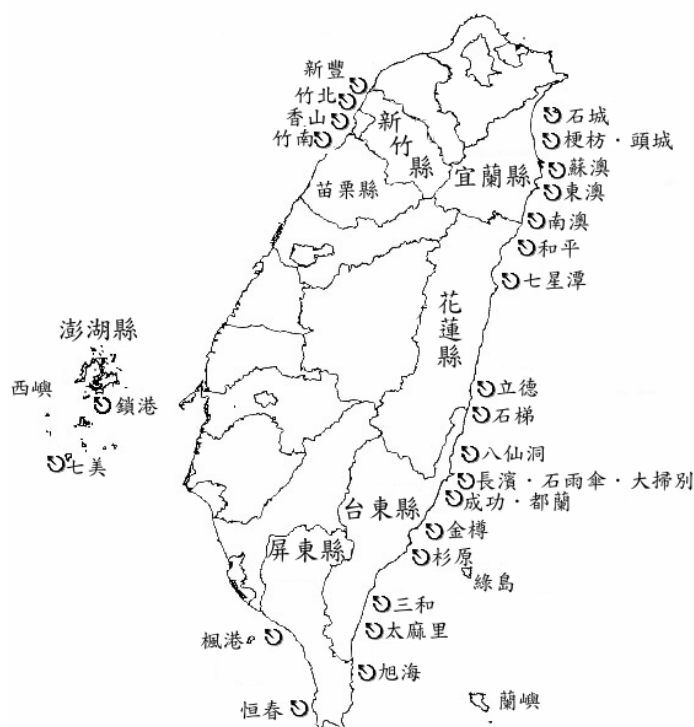 新豐
竹北
香山
竹南
新竹縣
苗栗縣
宜蘭縣
石城
梗枋·頭城
蘇澳
東澳
南澳
和平
七星潭
花蓮縣
澎湖縣
西嶼
鎖港
七美
立德
石梯
八仙洞
長濱·石雨傘·大掃別
成功·都蘭
台東縣
金樽
屏東縣
杉原
綠島
三和
太麻里
楓港
旭海
恒春
蘭嶼